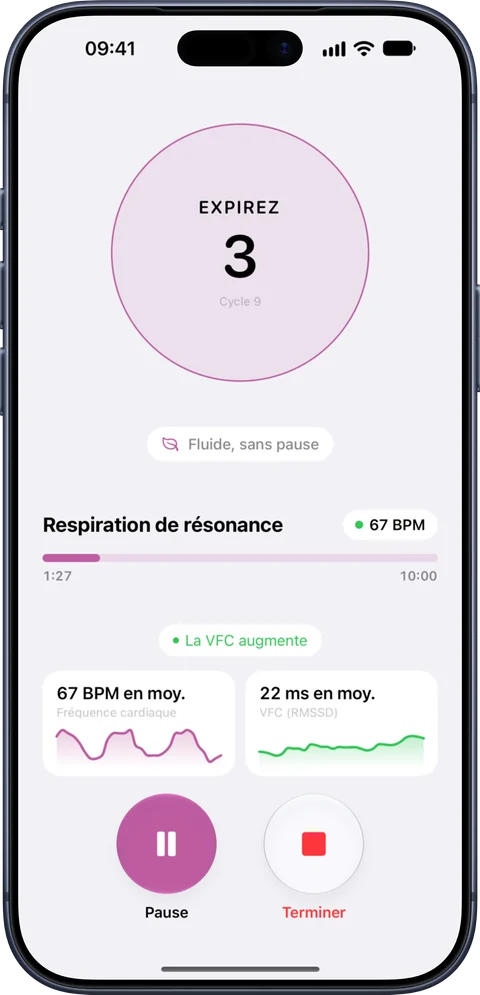 09:41
EXPIREZ
3
Cycle 9
Fluide, sans pause
Respiration de résonance
67 BPM
1:27
10:00
La VFC augmente
67 BPM en moy.
Fréquence cardiaque
22 ms en moy.
VFC (RMSSD)
Pause
Terminer